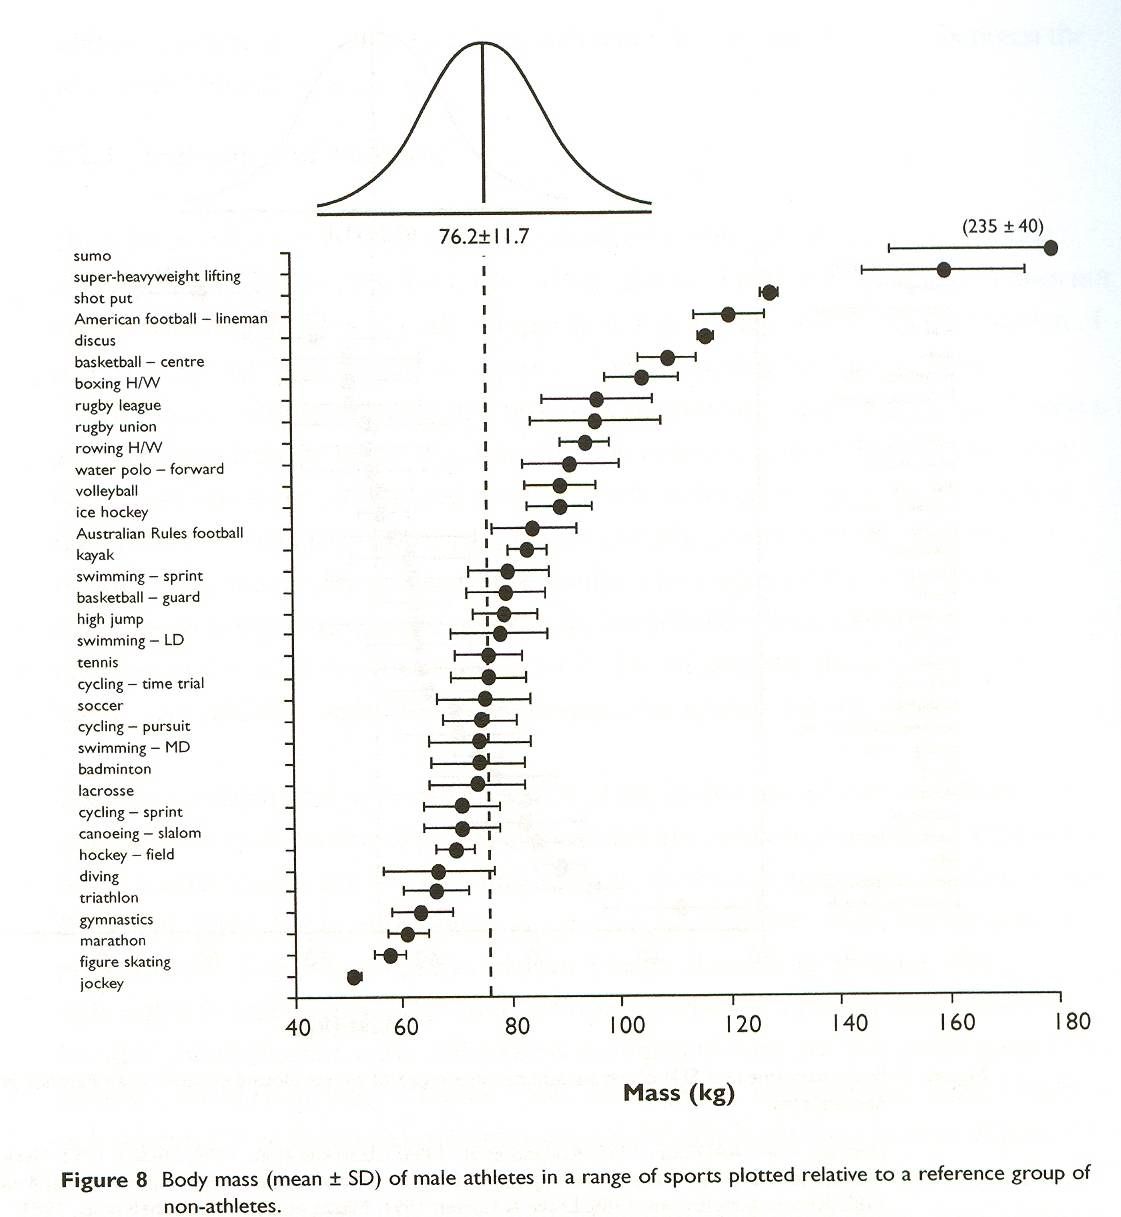 76.2±11.7
(235 ± 40)
sumo
super-heavyweight lifting
shot put
American football – lineman
discus
basketball – centre
boxing H/W
rugby league
rugby union
rowing H/W
water polo – forward
volleyball
ice hockey
Australian Rules football
kayak
swimming – sprint
basketball – guard
high jump
swimming – LD
tennis
cycling – time trial
soccer
cycling – pursuit
swimming – MD
badminton
lacrosse
cycling – sprint
canoeing – slalom
hockey – field
diving
triathlon
gymnastics
marathon
figure skating
jockey
40 60 80 100 120 140 160 180
Mass (kg)
Figure 8 Body mass (mean ± SD) of male athletes in a range of sports plotted relative to a reference group of
non-athletes.